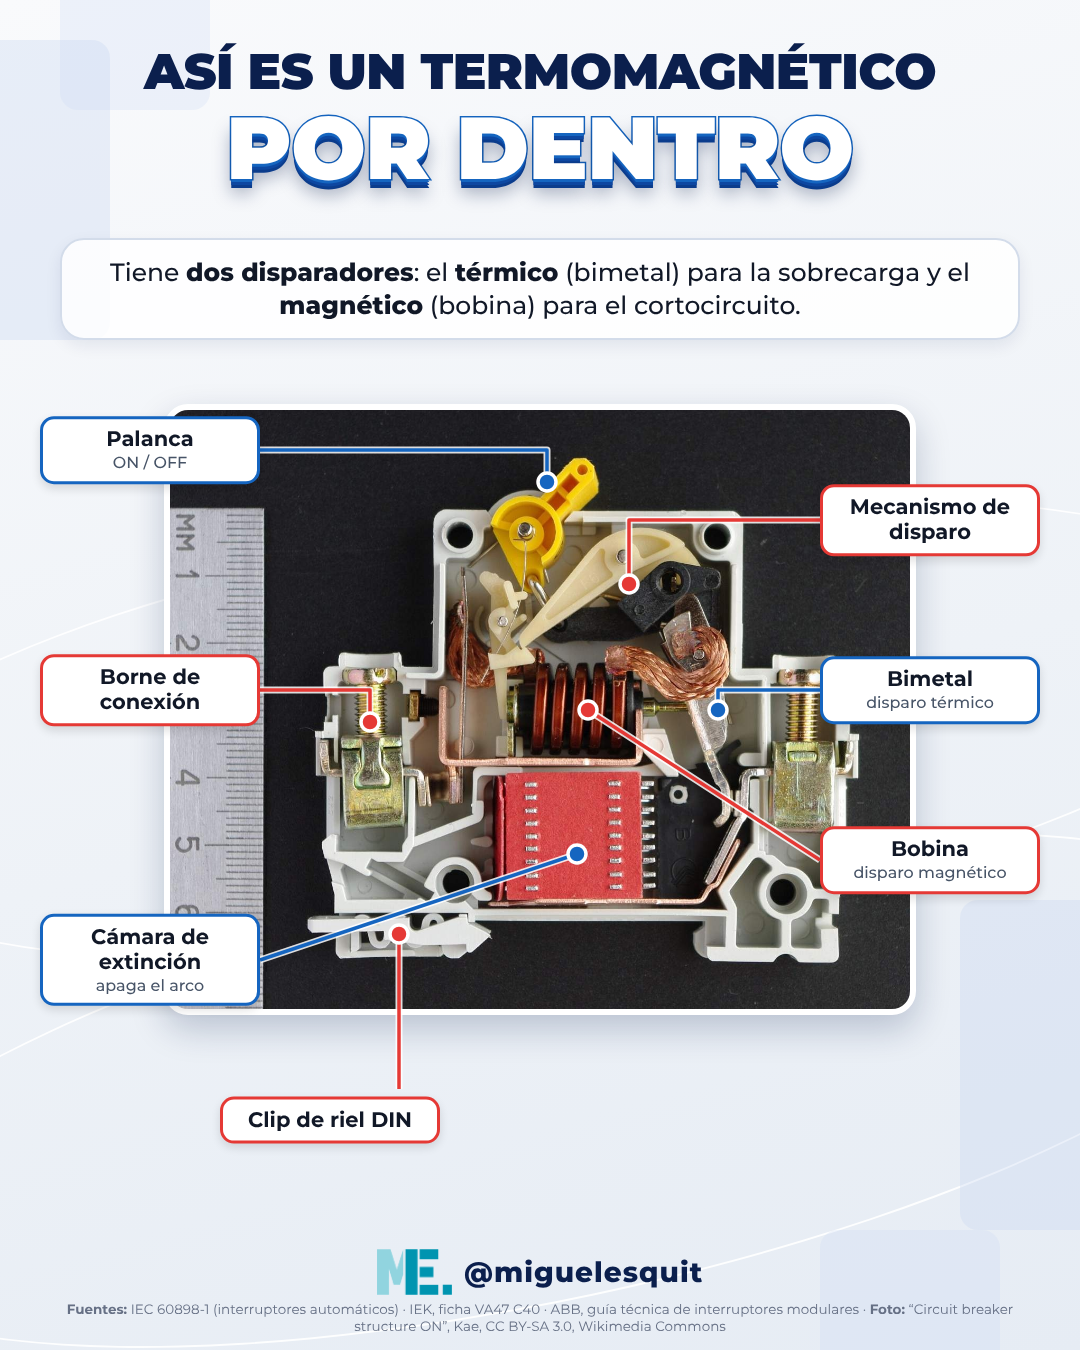 ASÍ ES UN TERMOMAGNÉTICO
POR DENTRO
Tiene dos disparadores: el térmico (bimetal) para la sobrecarga y el
magnético (bobina) para el cortocircuito.
Palanca
ON / OFF
Mecanismo de
disparo
MM
1
2
4
5
6
Borne de
conexión
Bimetal
disparo térmico
Bobina
disparo magnético
Cámara de
extinción
apaga el arco
Clip de riel DIN
ME. @miguelesquit
Fuentes: IEC 60898-1 (interruptores automáticos) · IEK, ficha VA47 C40 · ABB, guía técnica de interruptores modulares · Foto: “Circuit breaker
structure ON”, Kae, CC BY-SA 3.0, Wikimedia Commons